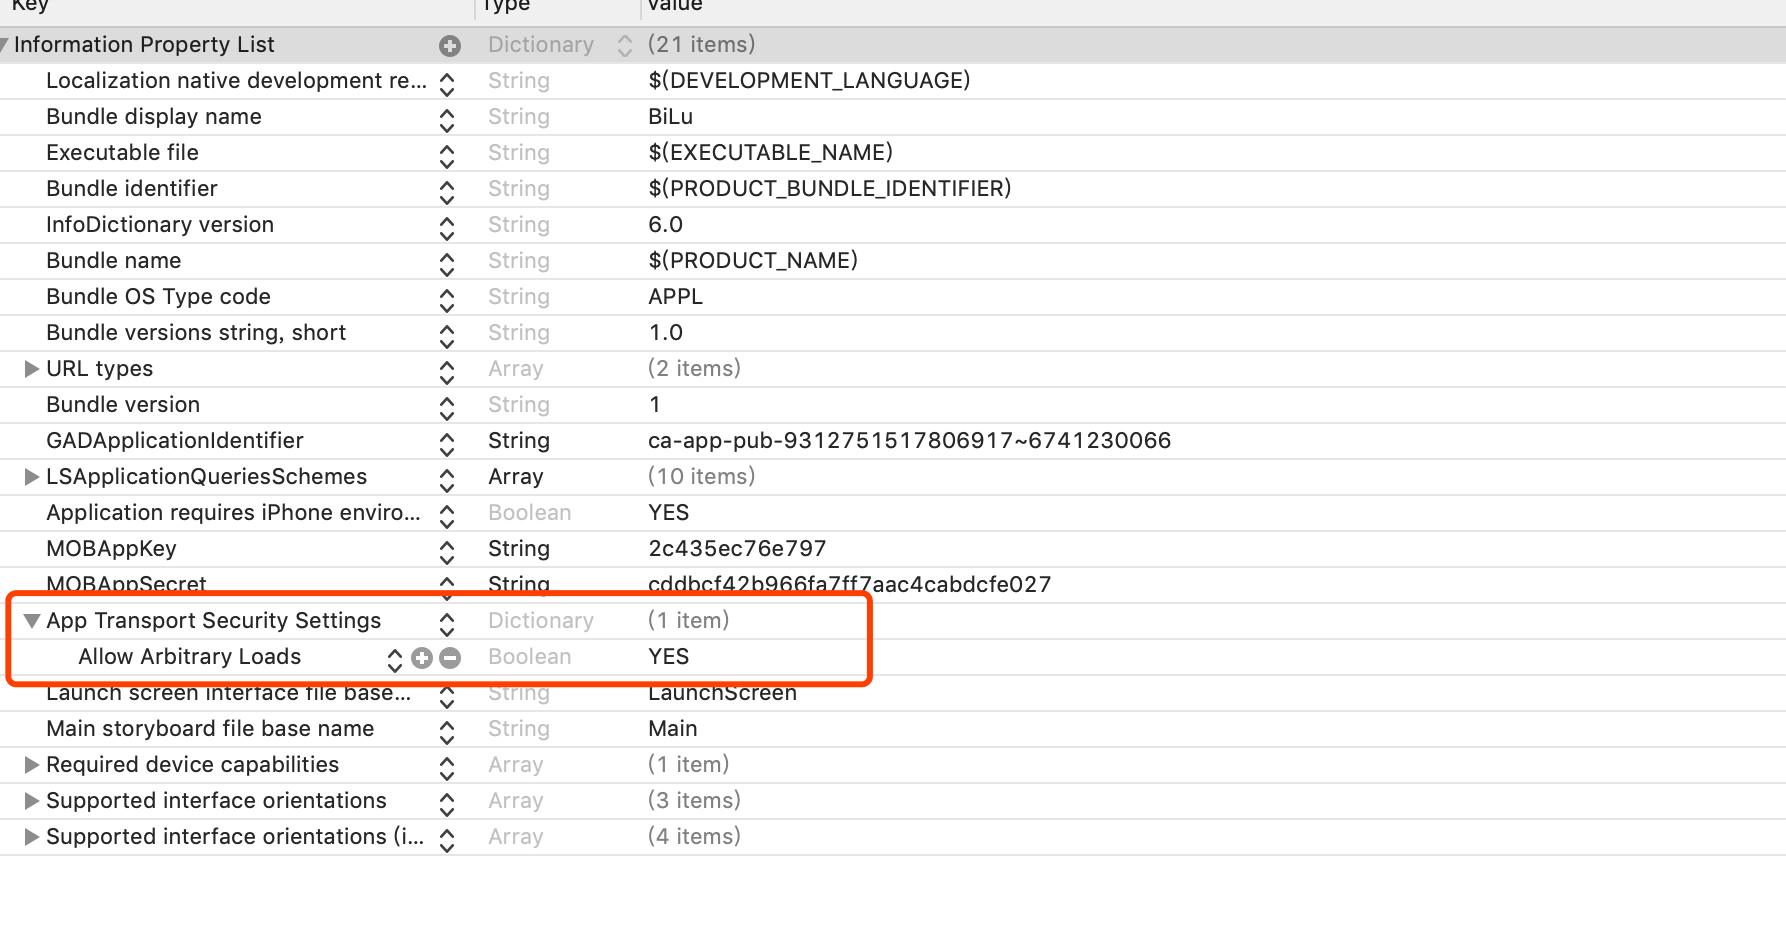 Key Type Value
Information Property List Dictionary (21 items)
Localization native development re... String $(DEVELOPMENT_LANGUAGE)
Bundle display name String BiLu
Executable file String $(EXECUTABLE_NAME)
Bundle identifier String $(PRODUCT_BUNDLE_IDENTIFIER)
InfoDictionary version String 6.0
Bundle name String $(PRODUCT_NAME)
Bundle OS Type code String APPL
Bundle versions string, short String 1.0
URL types Array (2 items)
Bundle version String 1
GADApplicationIdentifier String ca-app-pub-9312751517806917~6741230066
LSApplicationQueriesSchemes Array (10 items)
Application requires iPhone enviro... Boolean YES
MOBAppKey String 2c435ec76e797
MOBAppSecret String cddbcf42b966fa7ff7aac4cabdcfe027
App Transport Security Settings Dictionary (1 item)
Allow Arbitrary Loads Boolean YES
Launch screen interface file base... String LaunchScreen
Main storyboard file base name String Main
Required device capabilities Array (1 item)
Supported interface orientations Array (3 items)
Supported interface orientations (i... Array (4 items)